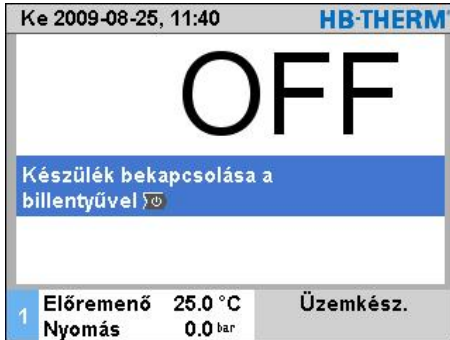 Ke 2009-08-25, 11:40 HB-THERM
OFF
Készülék bekapcsolása a
billentyűvel
1 Előremenő 25.0 °C Üzemkész.
Nyomás 0.0 bar